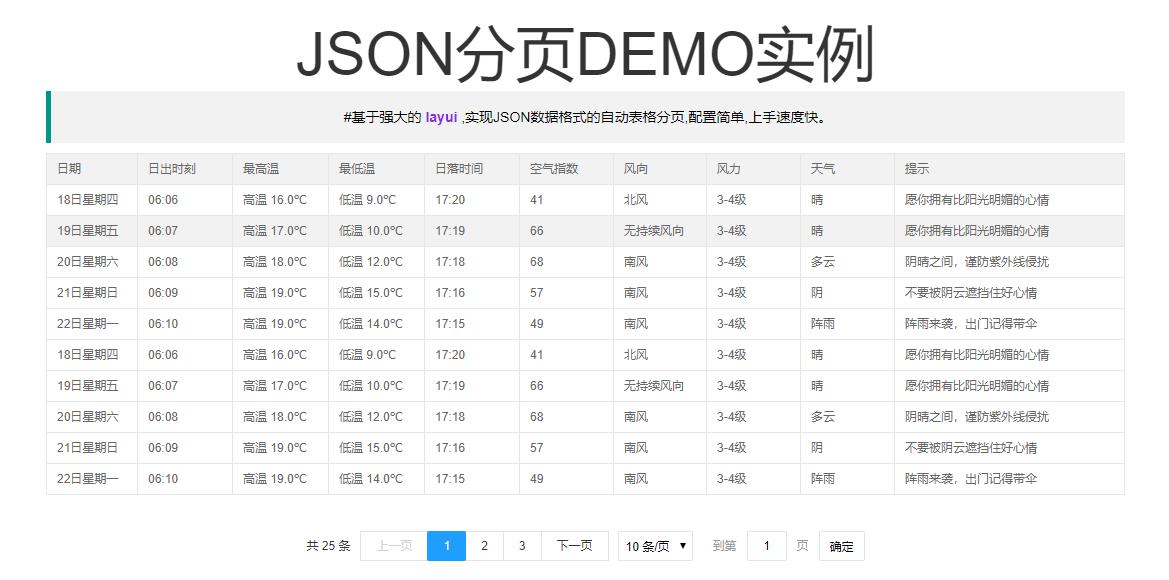 JSON分页DEMO实例
#基于强大的 layui ,实现JSON数据格式的自动表格分页,配置简单,上手速度快。
日期 日出时刻 最高温 最低温 日落时间 空气指数 风向 风力 天气 提示
18日星期四 06:06 高温 16.0℃ 低温 9.0℃ 17:20 41 北风 3-4级 晴 愿你拥有比阳光明媚的心情
19日星期五 06:07 高温 17.0℃ 低温 10.0℃ 17:19 66 无持续风向 3-4级 晴 愿你拥有比阳光明媚的心情
20日星期六 06:08 高温 18.0℃ 低温 12.0℃ 17:18 68 南风 3-4级 多云 阴晴之间，谨防紫外线侵扰
21日星期日 06:09 高温 19.0℃ 低温 15.0℃ 17:16 57 南风 3-4级 阴 不要被阴云遮挡住好心情
22日星期一 06:10 高温 19.0℃ 低温 14.0℃ 17:15 49 南风 3-4级 阵雨 阵雨来袭，出门记得带伞
18日星期四 06:06 高温 16.0℃ 低温 9.0℃ 17:20 41 北风 3-4级 晴 愿你拥有比阳光明媚的心情
19日星期五 06:07 高温 17.0℃ 低温 10.0℃ 17:19 66 无持续风向 3-4级 晴 愿你拥有比阳光明媚的心情
20日星期六 06:08 高温 18.0℃ 低温 12.0℃ 17:18 68 南风 3-4级 多云 阴晴之间，谨防紫外线侵扰
21日星期日 06:09 高温 19.0℃ 低温 15.0℃ 17:16 57 南风 3-4级 阴 不要被阴云遮挡住好心情
22日星期一 06:10 高温 19.0℃ 低温 14.0℃ 17:15 49 南风 3-4级 阵雨 阵雨来袭，出门记得带伞
共 25 条 上一页 1 2 3 下一页 10 条/页 到第 1 页 确定